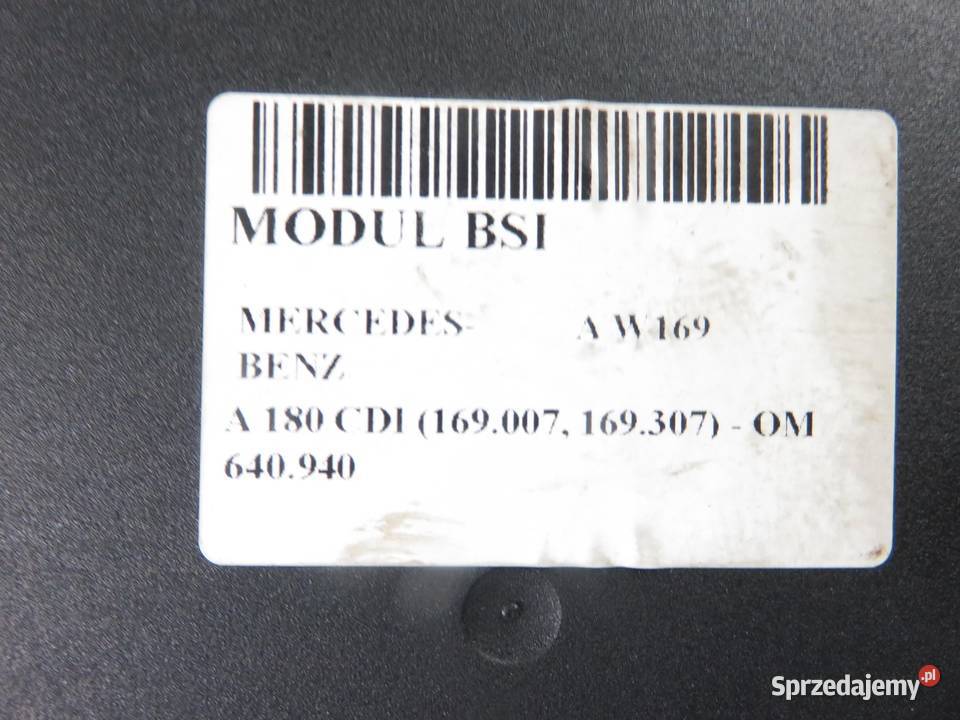 MODUL BSI
MERCEDES- A W169
BENZ
A 180 CDI (169.007, 169.307) - OM
640.940
Sprzedajemy.pl